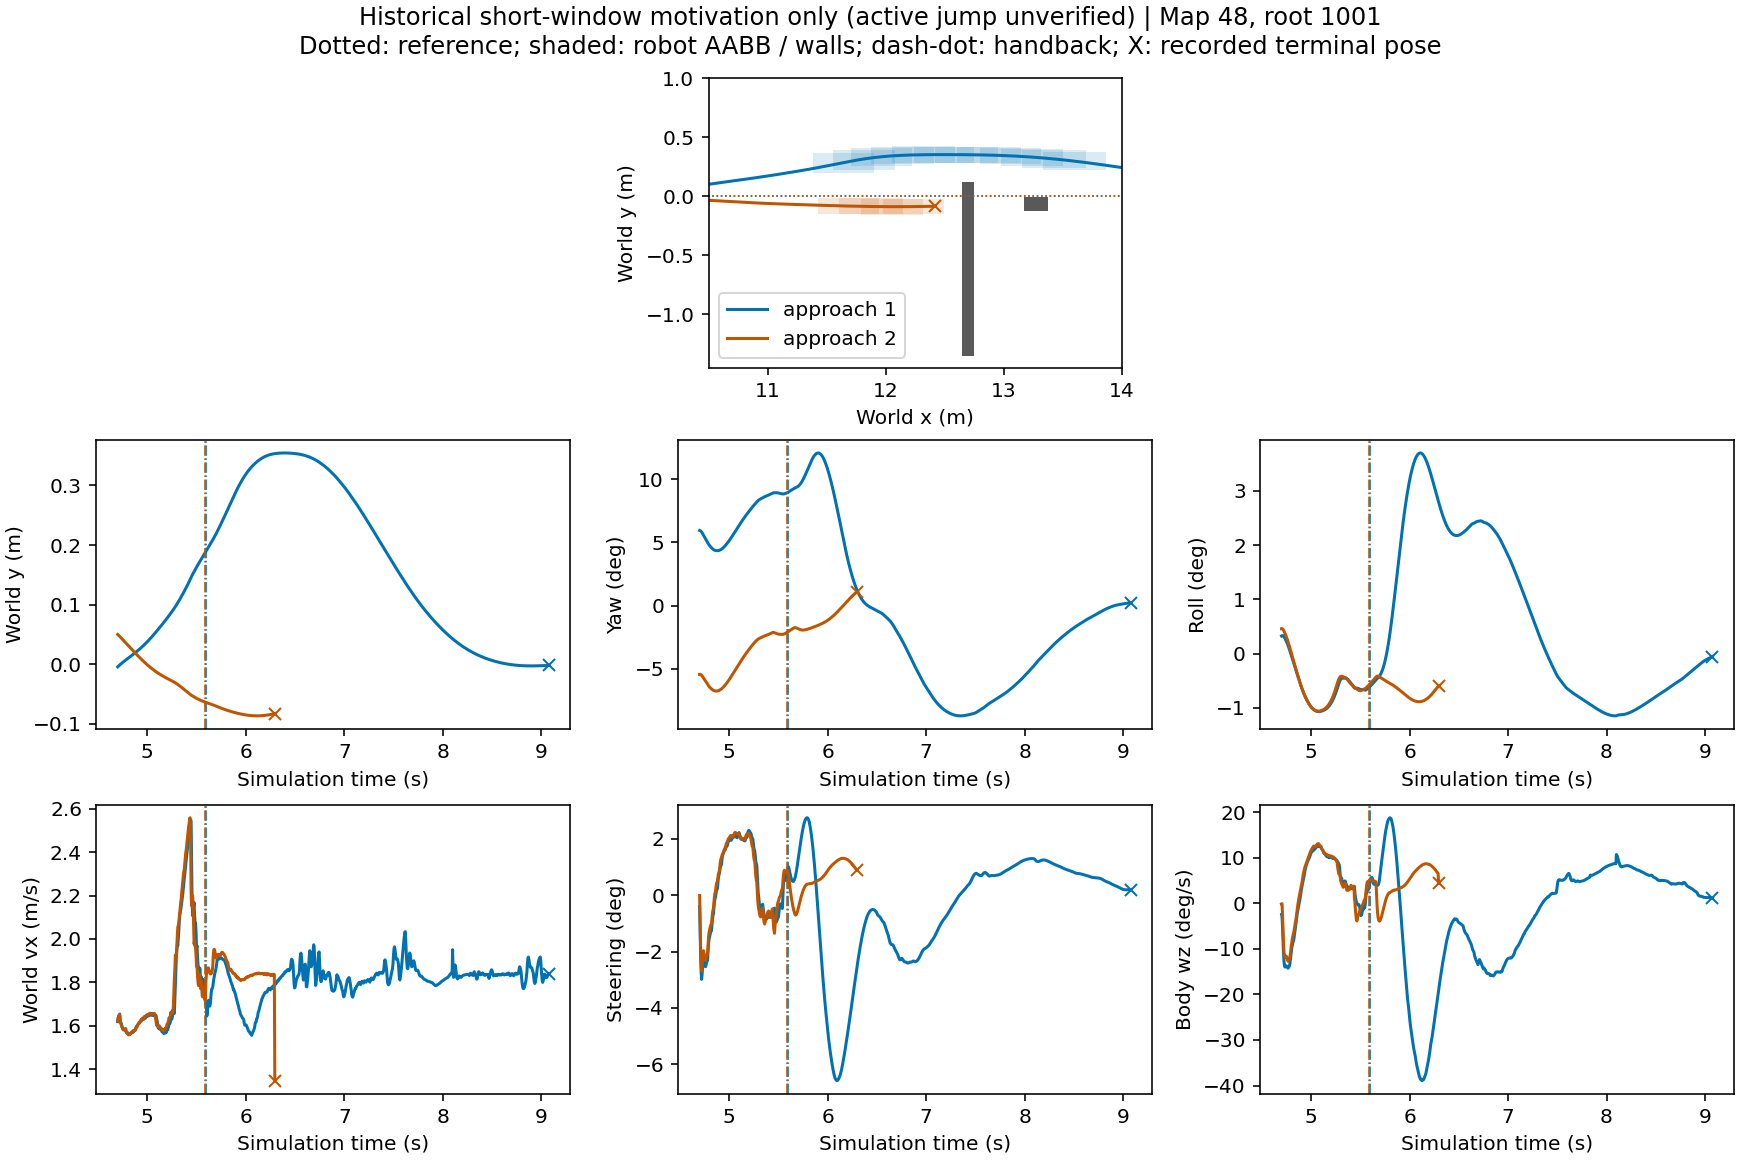 Historical short-window motivation only (active jump unverified) | Map 48, root 1001
Dotted: reference; shaded: robot AABB / walls; dash-dot: handback; X: recorded terminal pose
1.0
0.5
0.0
−0.5
−1.0
World y (m)
approach 1
approach 2
11 12 13 14
World x (m)
0.3
0.2
0.1
0.0
−0.1
World y (m)
5 6 7 8 9
Simulation time (s)
10
5
0
−5
Yaw (deg)
5 6 7 8 9
Simulation time (s)
3
2
1
0
−1
Roll (deg)
5 6 7 8 9
Simulation time (s)
2.6
2.4
2.2
2.0
1.8
1.6
1.4
World vx (m/s)
5 6 7 8 9
Simulation time (s)
2
0
−2
−4
−6
Steering (deg)
5 6 7 8 9
Simulation time (s)
20
10
0
−10
−20
−30
−40
Body wz (deg/s)
5 6 7 8 9
Simulation time (s)